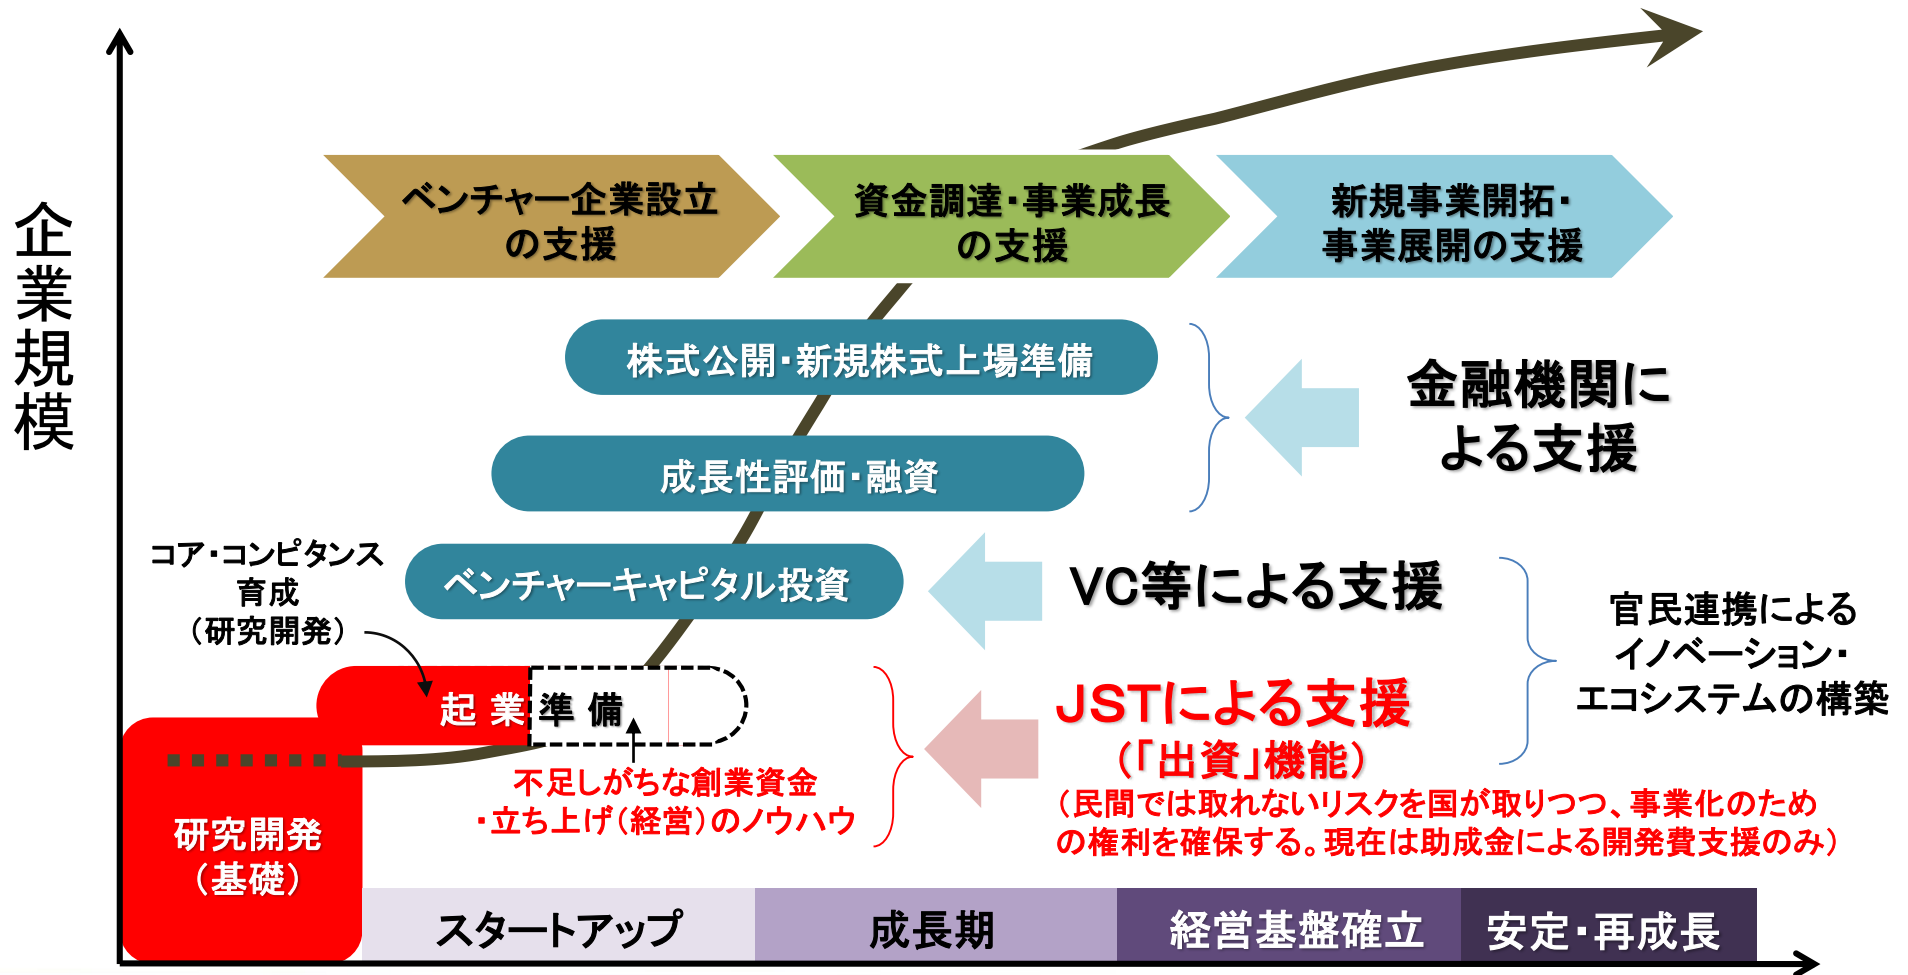 企業規模
ベンチャー企業設立
の支援
資金調達・事業成長
の支援
新規事業開拓・
事業展開の支援
株式公開・新規株式上場準備
金融機関に
よる支援
成長性評価・融資
コア・コンピタンス
育成
（研究開発）
ベンチャーキャピタル投資
VC等による支援
官民連携による
イノベーション・
エコシステムの構築
起業準備
JSTによる支援
（「出資」機能）
（民間では取れないリスクを国が取りつつ、事業化のため
の権利を確保する。現在は助成金による開発費支援のみ）
不足しがちな創業資金
・立ち上げ（経営）のノウハウ
研究開発
（基礎）
スタートアップ
成長期
経営基盤確立
安定・再成長